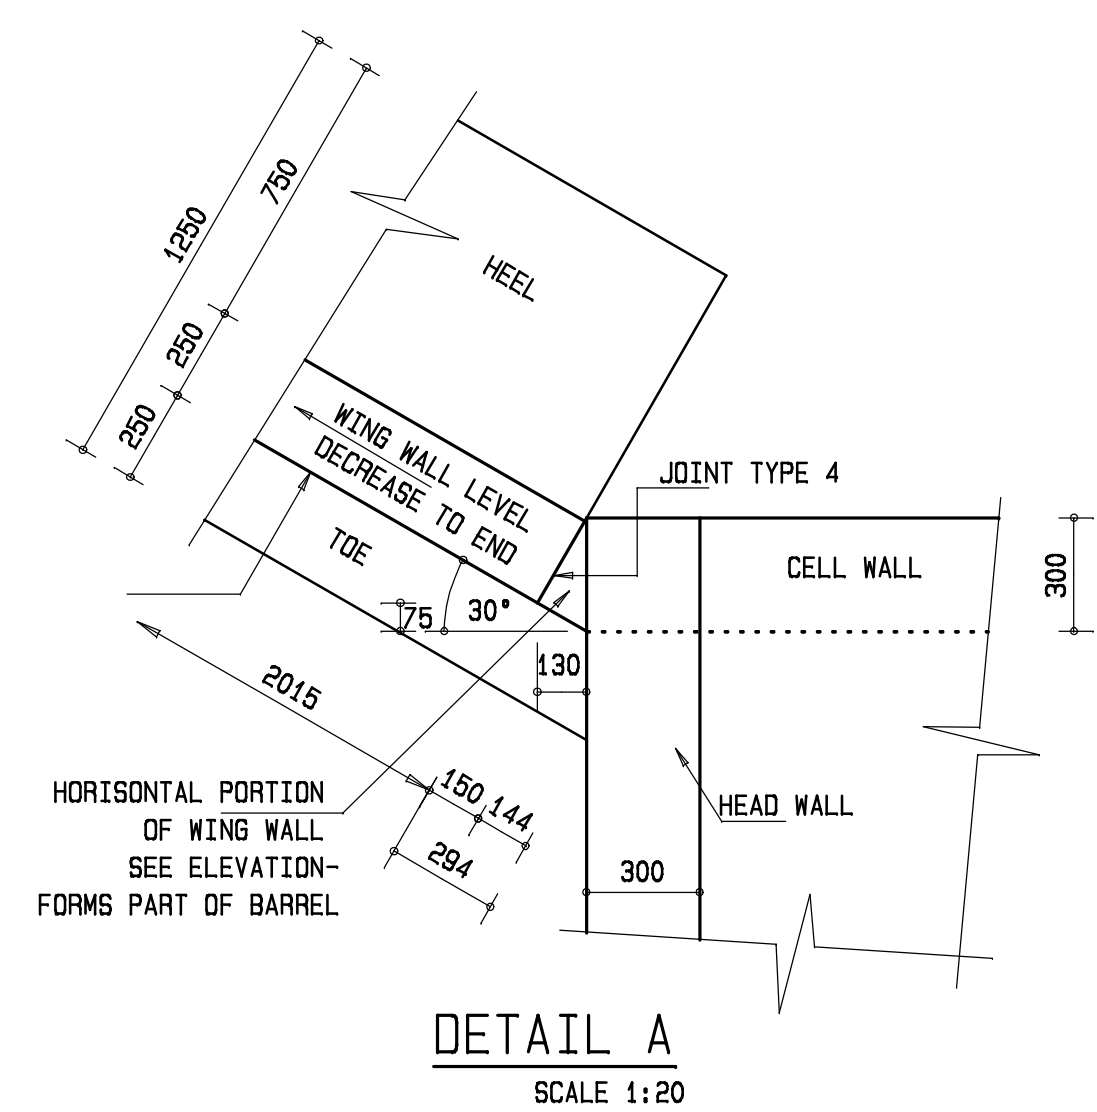 750
1250
HEEL
250
250
WING WALL LEVEL
DECREASE TO END
JOINT TYPE 4
TOE
CELL WALL
300
75
30°
130
2015
150
144
HORISONTAL PORTION
OF WING WALL
SEE ELEVATION-
FORMS PART OF BARREL
HEAD WALL
294
300
DETAIL A
SCALE 1:20